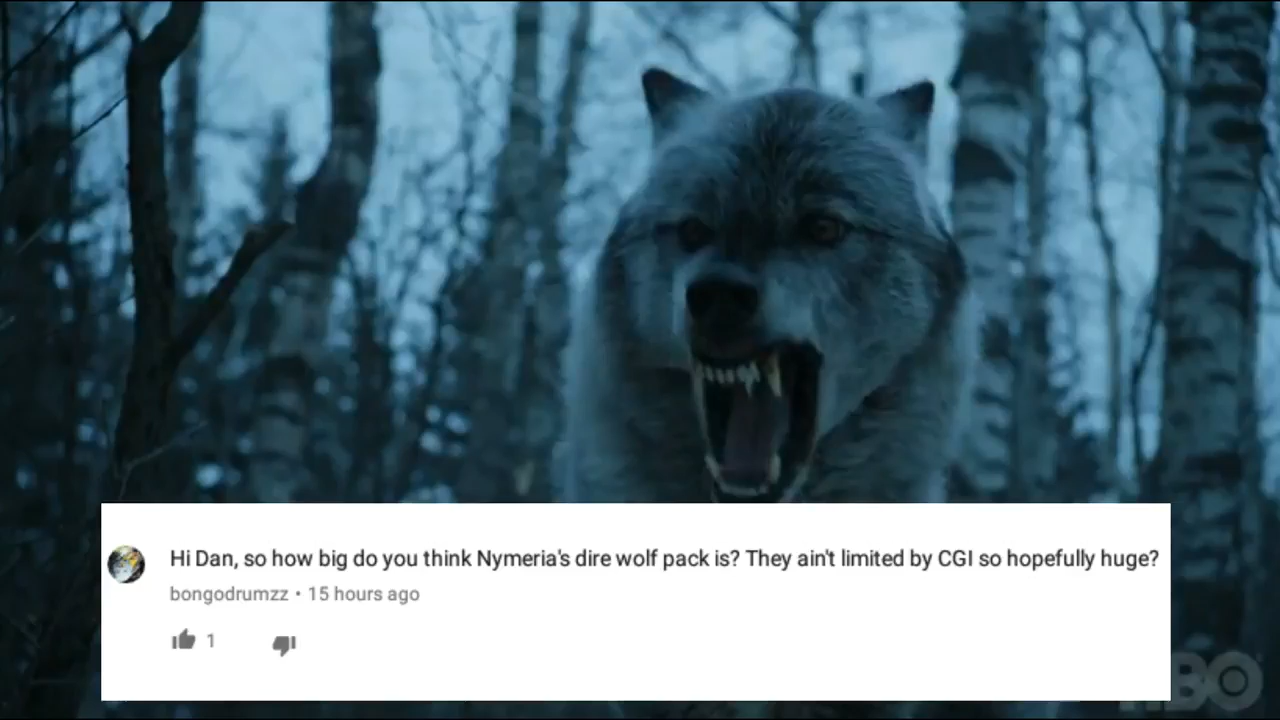 Hi Dan, so how big do you think Nymeria's dire wolf pack is? They ain't limited by CGI so hopefully huge?
bongodrumzz • 15 hours ago
1
HBO